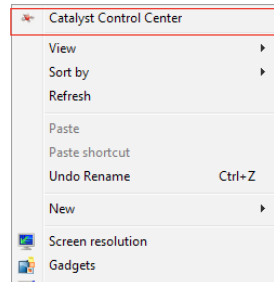 Catalyst Control Center
View
Sort by
Refresh
Paste
Paste shortcut
Undo Rename Ctrl+Z
New
Screen resolution
Gadgets